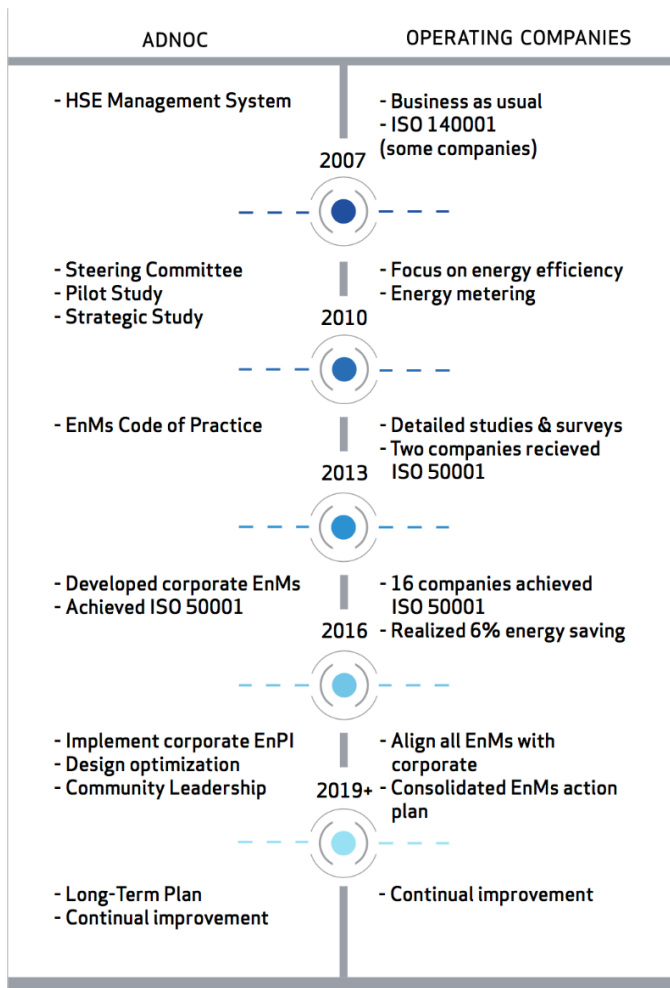 ADNOC
OPERATING COMPANIES
- HSE Management System
- Business as usual
- ISO 140001
(some companies)
2007
- Steering Committee
- Pilot Study
- Strategic Study
- Focus on energy efficiency
- Energy metering
2010
- EnMs Code of Practice
- Detailed studies & surveys
- Two companies recieved
ISO 50001
2013
- Developed corporate EnMs
- Achieved ISO 50001
- 16 companies achieved
ISO 50001
- Realized 6% energy saving
2016
- Implement corporate EnPI
- Design optimization
- Community Leadership
- Align all EnMs with
corporate
- Consolidated EnMs action
plan
2019+
- Long-Term Plan
- Continual improvement
- Continual improvement